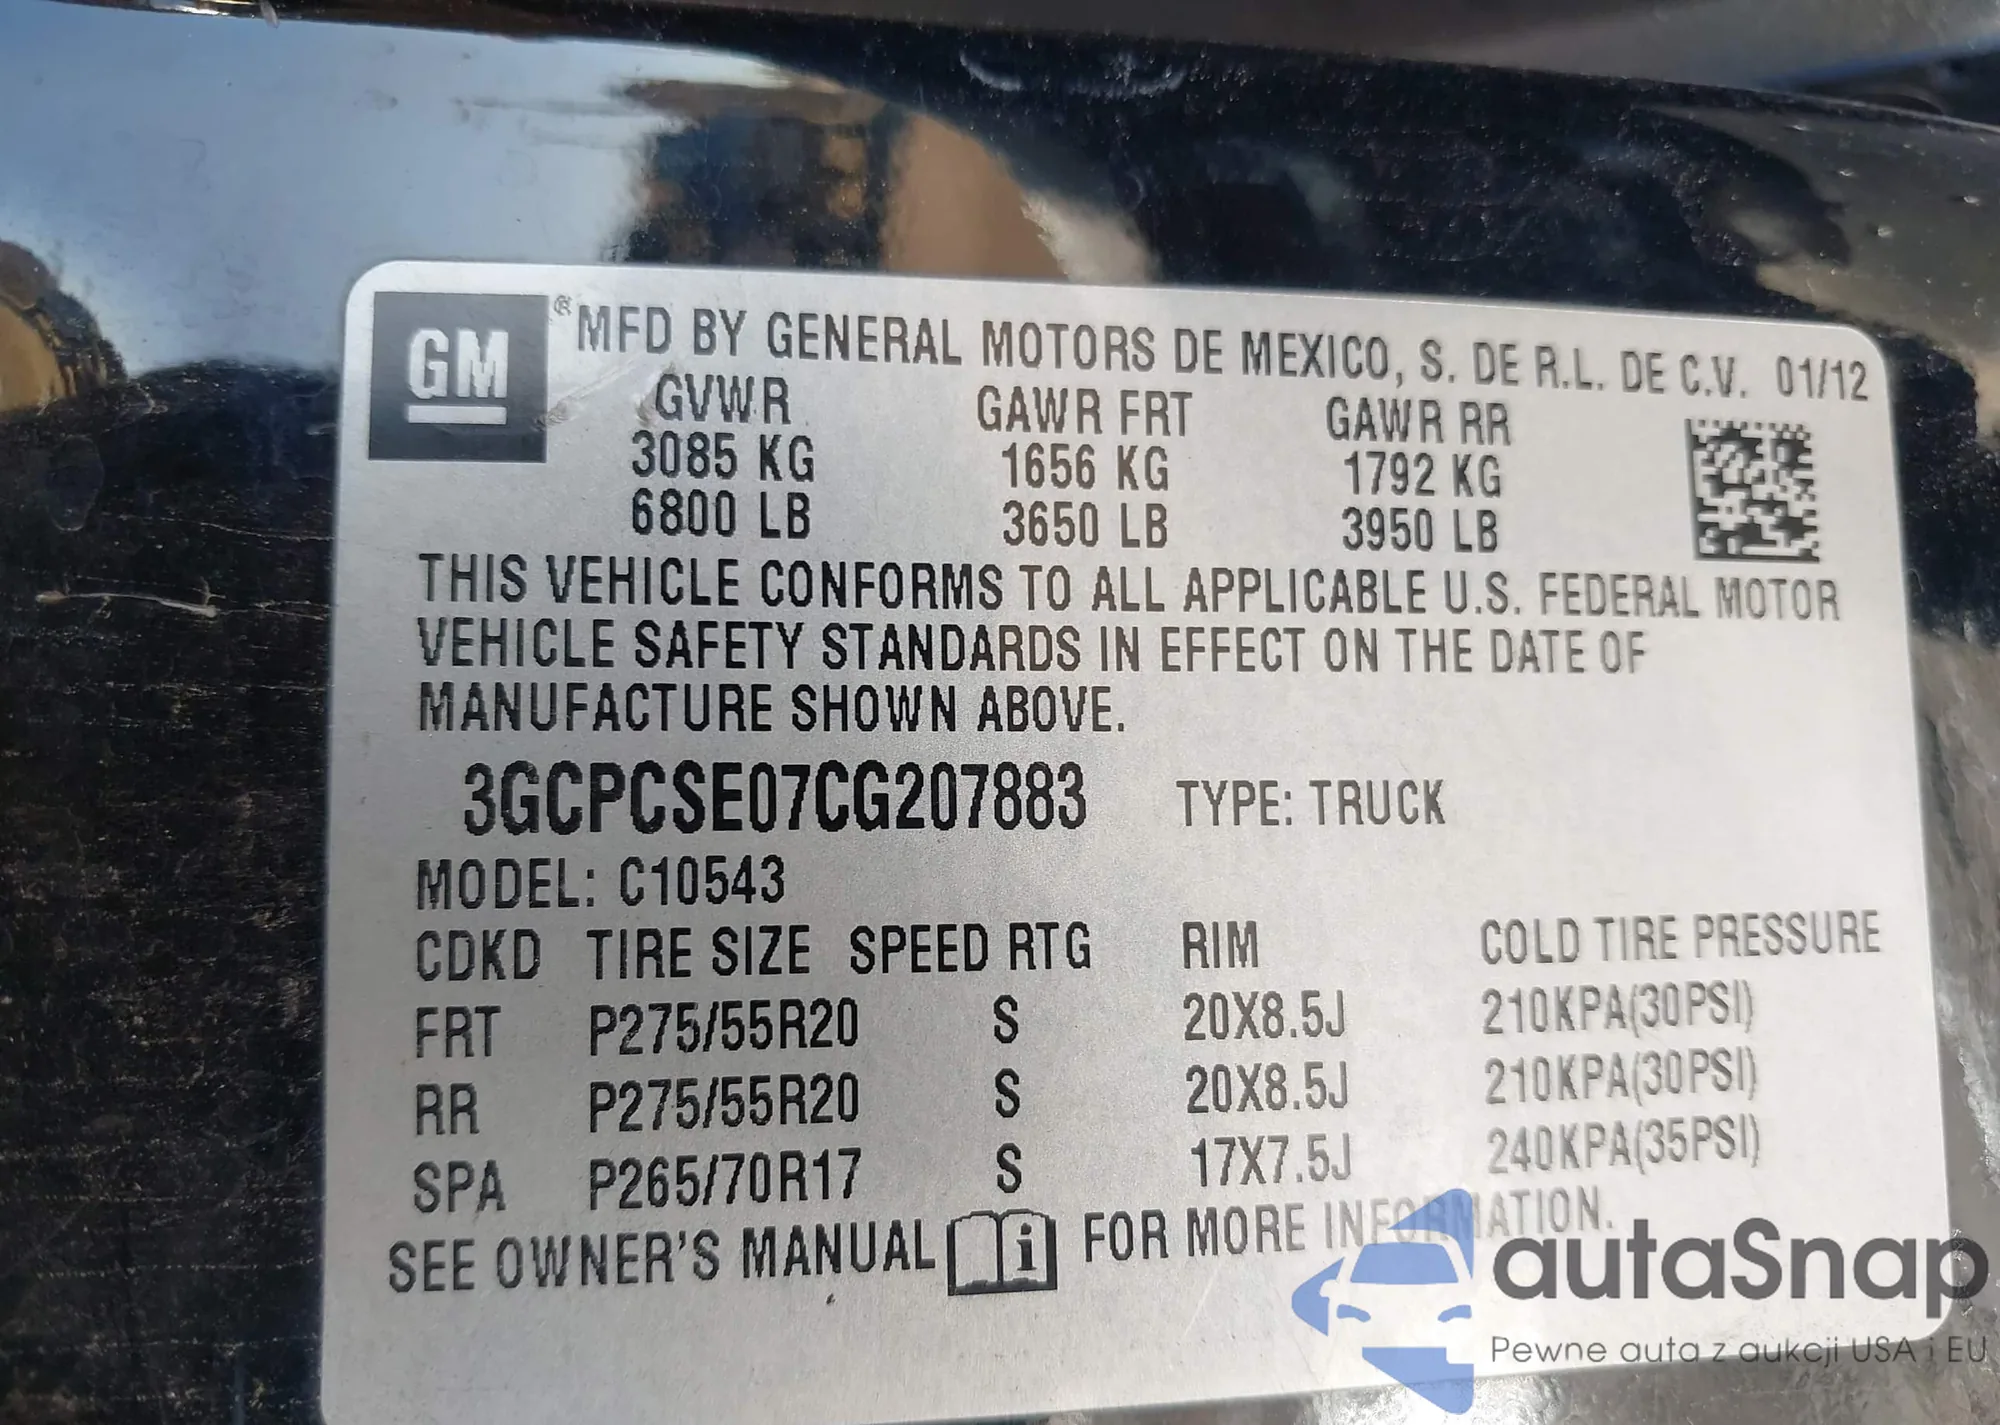 GM ® MFD BY GENERAL MOTORS DE MEXICO, S. DE R.L. DE C.V. 01/12
GVWR GAWR FRT GAWR RR
3085 KG 1656 KG 1792 KG
6800 LB 3650 LB 3950 LB
THIS VEHICLE CONFORMS TO ALL APPLICABLE U.S. FEDERAL MOTOR
VEHICLE SAFETY STANDARDS IN EFFECT ON THE DATE OF
MANUFACTURE SHOWN ABOVE.
3GCPCSE07CG207883 TYPE: TRUCK
MODEL: C10543
CDKD TIRE SIZE SPEED RTG RIM COLD TIRE PRESSURE
FRT P275/55R20 S 20X8.5J 210KPA(30PSI)
RR P275/55R20 S 20X8.5J 210KPA(30PSI)
SPA P265/70R17 S 17X7.5J 240KPA(35PSI)
SEE OWNER'S MANUAL i FOR MORE INFORMATION.
autaSnap
Pewne auta z aukcji USA i EU